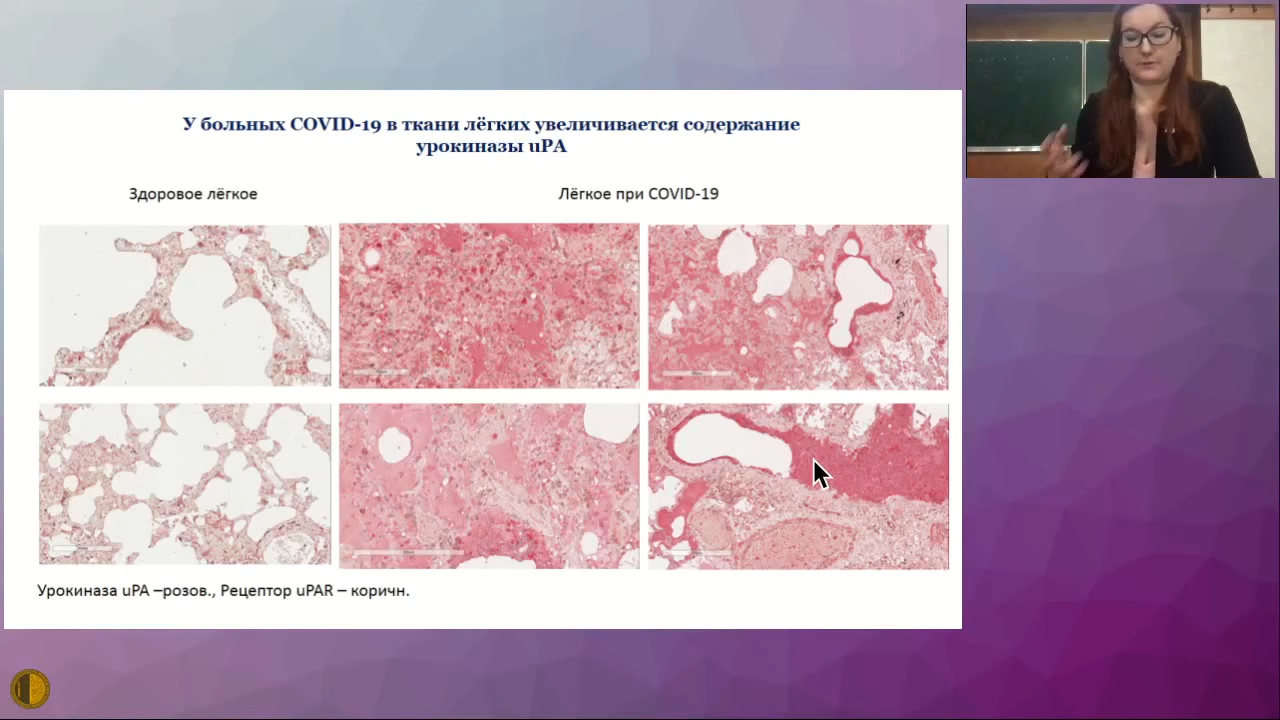 У больных COVID-19 в ткани лёгких увеличивается содержание
урокиназы uPA
Здоровое лёгкое
Лёгкое при COVID-19
Урокиназа uPA –розов., Рецептор uPAR – коричн.